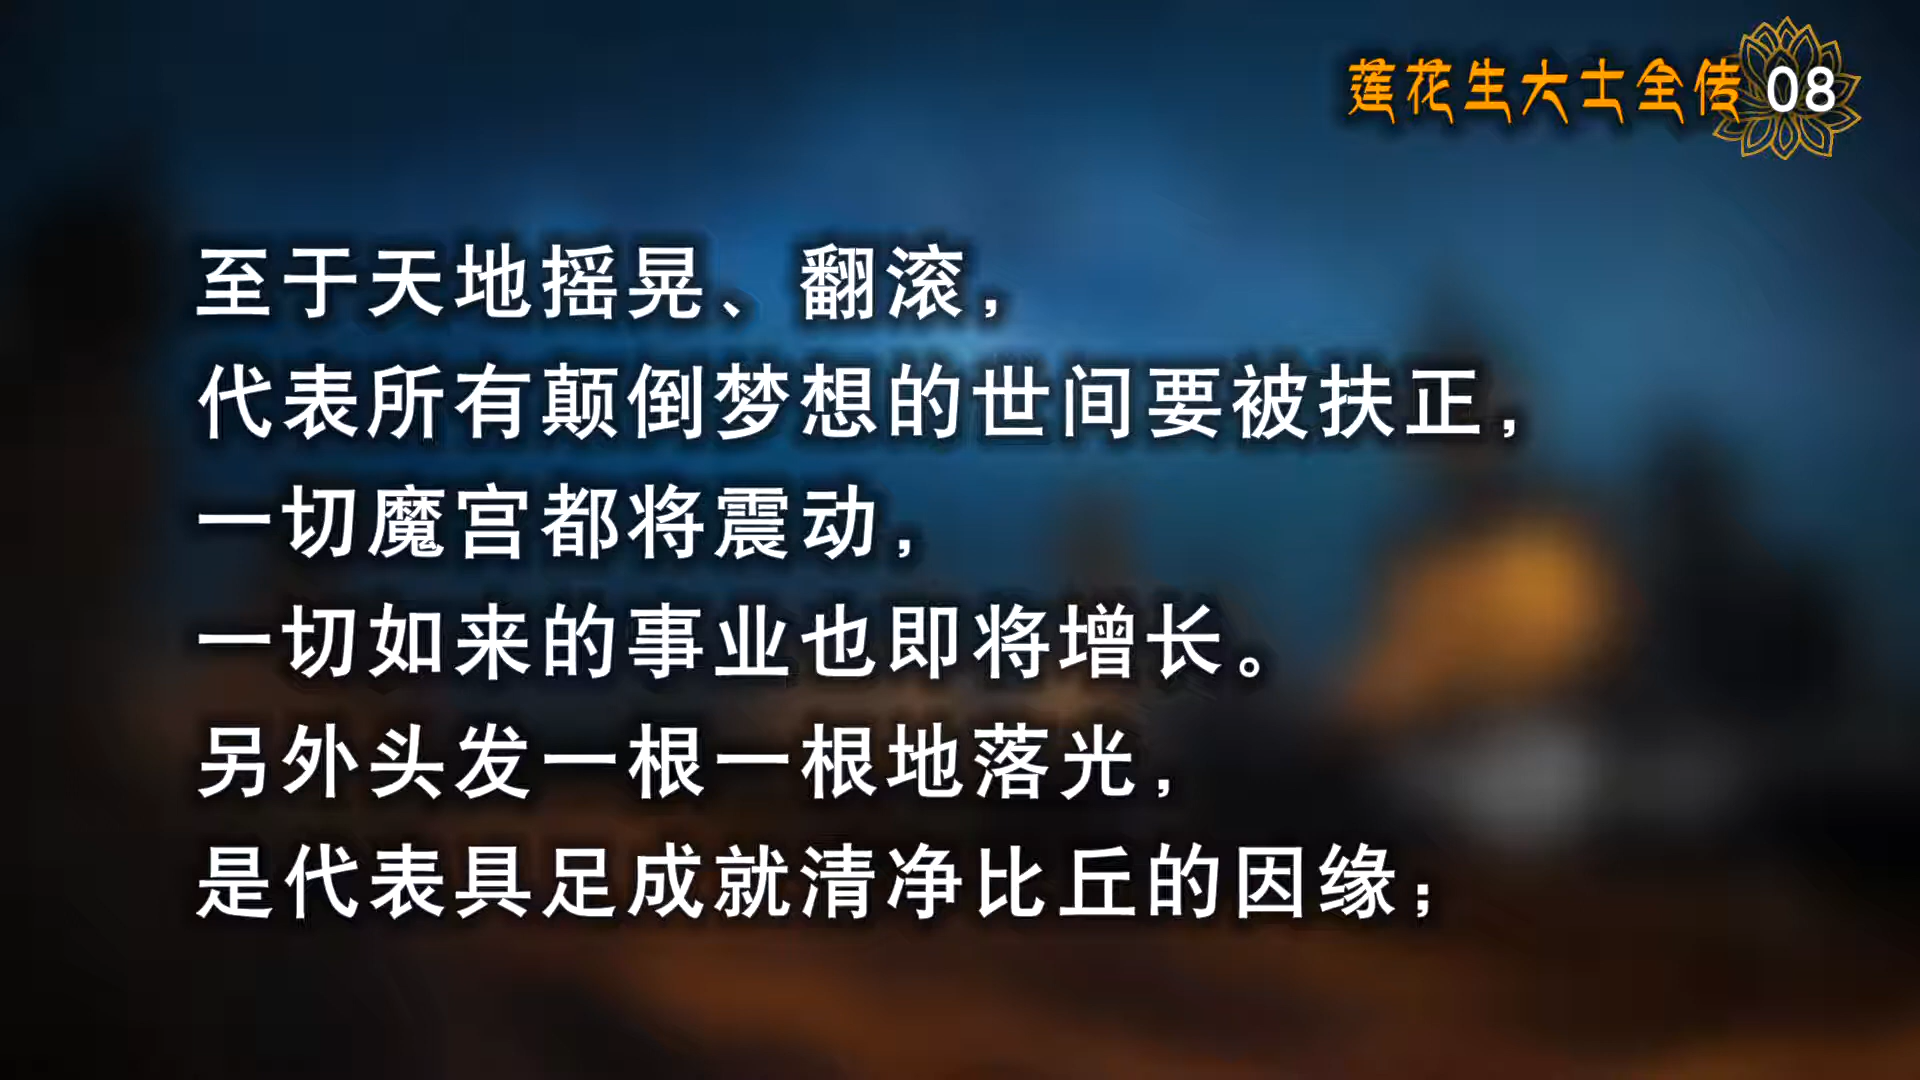 莲花生大士全传 08
至于天地摇晃、翻滚，
代表所有颠倒梦想的世间要被扶正，
一切魔宫都将震动，
一切如来的事业也即将增长。
另外头发一根一根地落光，
是代表具足成就清净比丘的因缘；